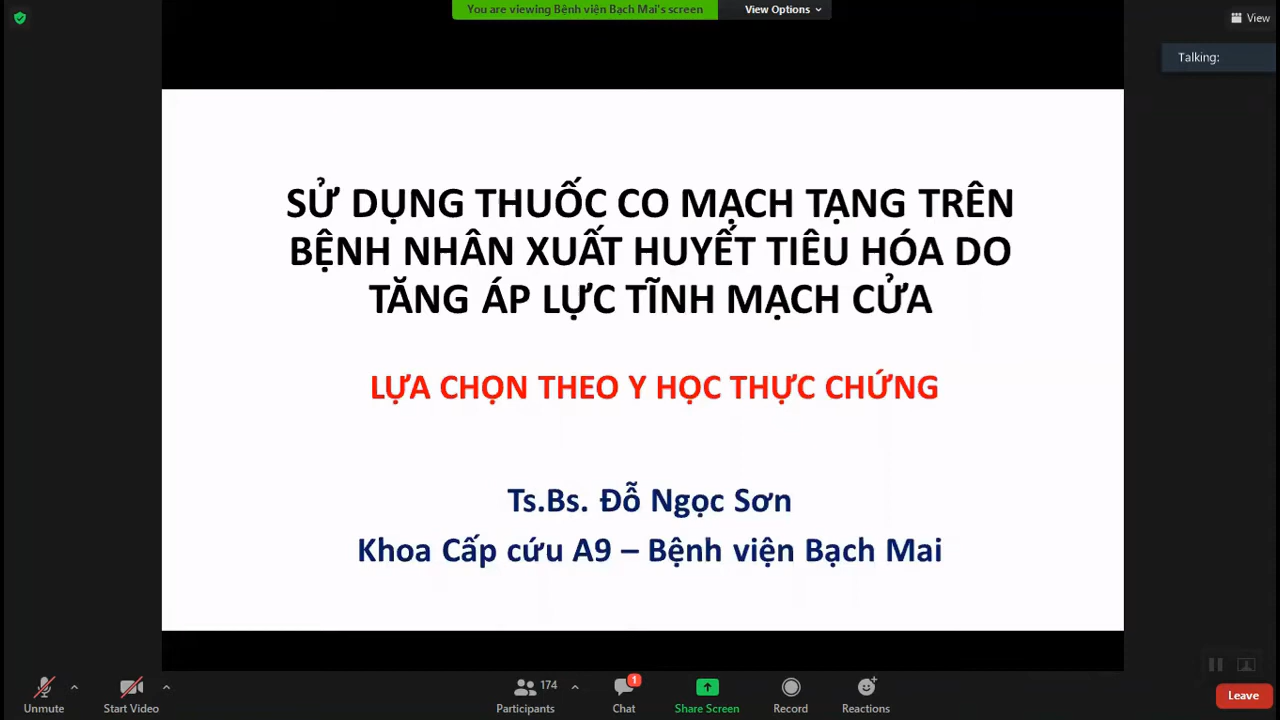 You are viewing Bệnh viện Bạch Mai's screen
View Options
View
Talking:
SỬ DỤNG THUỐC CO MẠCH TẠNG TRÊN
BỆNH NHÂN XUẤT HUYẾT TIÊU HÓA DO
TĂNG ÁP LỰC TĨNH MẠCH CỬA
LỰA CHỌN THEO Y HỌC THỰC CHỨNG
Ts.Bs. Đỗ Ngọc Sơn
Khoa Cấp cứu A9 – Bệnh viện Bạch Mai
174
1
Unmute
Start Video
Participants
Chat
Share Screen
Record
Reactions
Leave